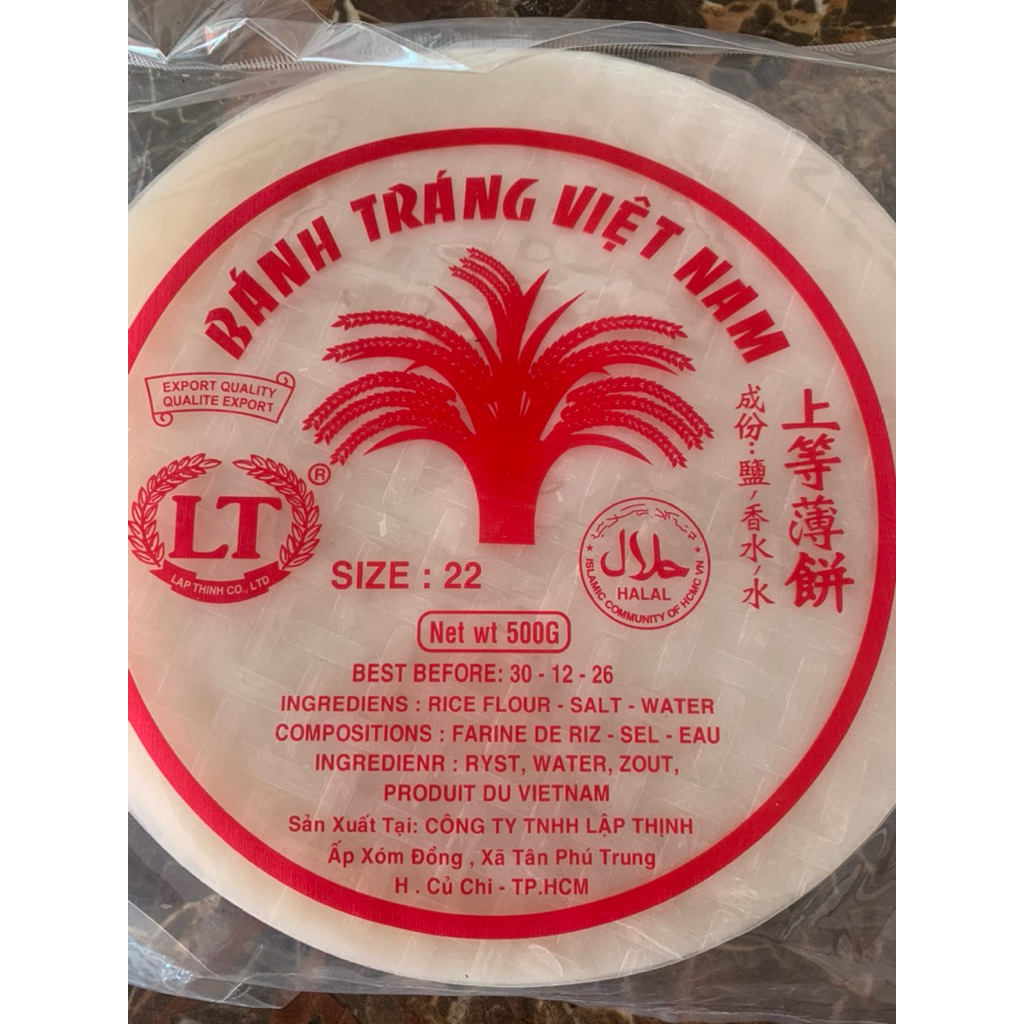 BÁNH TRÁNG VIỆT NAM
EXPORT QUALITY
QUALITE EXPORT
LT
®
LAP THINH CO., LTD
上等薄餅
成份：鹽、香水、水
SIZE : 22
حلال
HALAL
ISLAMIC COMMUNITY OF HCMC VN
Net wt 500G
BEST BEFORE: 30 - 12 - 26
INGREDIENS : RICE FLOUR - SALT - WATER
COMPOSITIONS : FARINE DE RIZ - SEL - EAU
INGREDIENR : RYST, WATER, ZOUT,
PRODUIT DU VIETNAM
Sản Xuất Tại: CÔNG TY TNHH LẬP THỊNH
Ấp Xóm Đồng , Xã Tân Phú Trung
H . Củ Chi - TP.HCM